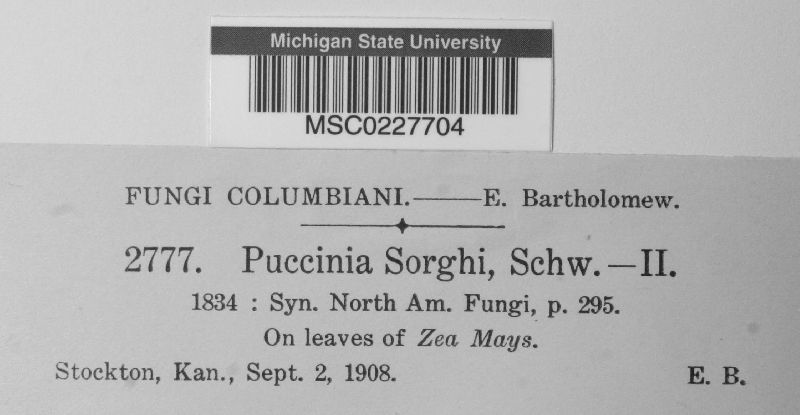 Michigan State University
MSC0227704
FUNGI COLUMBIANI.——E. Bartholomew.
2777. Puccinia Sorghi, Schw.—II.
1834 : Syn. North Am. Fungi, p. 295.
On leaves of Zea Mays.
Stockton, Kan., Sept. 2, 1908. E. B.